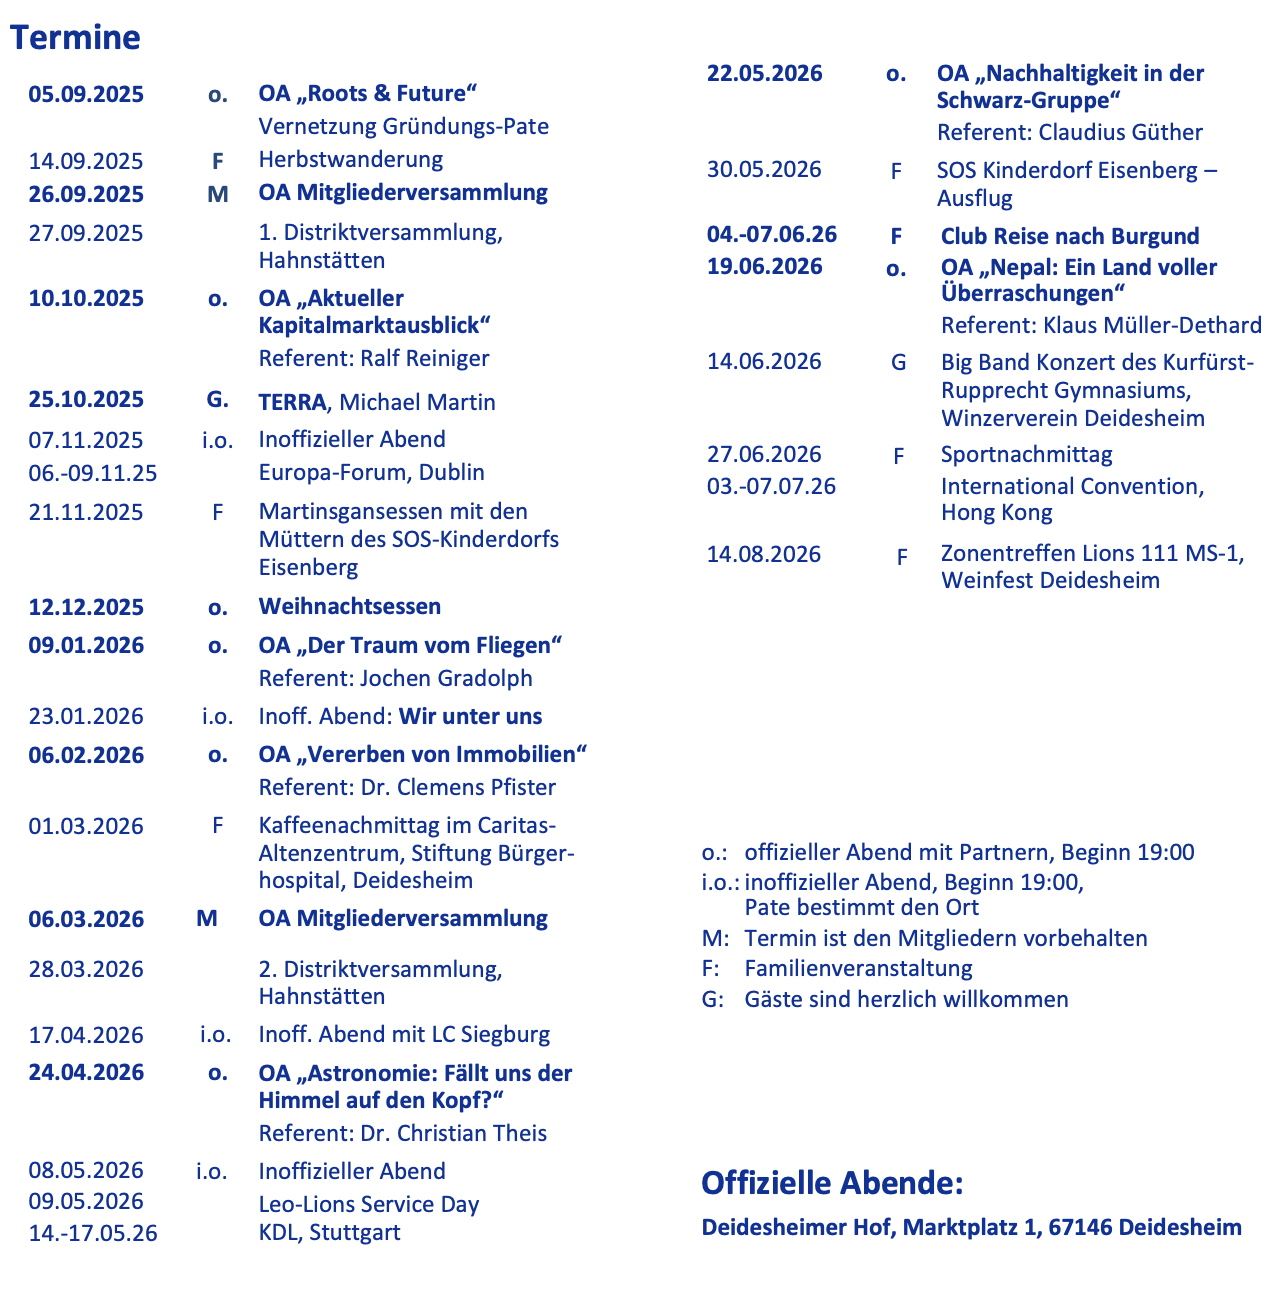 Termine
05.09.2025 o. OA „Roots & Future“
Vernetzung Gründungs-Pate
14.09.2025 F Herbstwanderung
26.09.2025 M OA Mitgliederversammlung
27.09.2025 1. Distriktversammlung,
Hahnstätten
10.10.2025 o. OA „Aktueller
Kapitalmarktausblick“
Referent: Ralf Reiniger
25.10.2025 G. TERRA, Michael Martin
07.11.2025 i.o. Inoffizieller Abend
06.-09.11.25 Europa-Forum, Dublin
21.11.2025 F Martinsgansessen mit den
Müttern des SOS-Kinderdorfs
Eisenberg
12.12.2025 o. Weihnachtsessen
09.01.2026 o. OA „Der Traum vom Fliegen“
Referent: Jochen Gradolph
23.01.2026 i.o. Inoff. Abend: Wir unter uns
06.02.2026 o. OA „Vererben von Immobilien“
Referent: Dr. Clemens Pfister
01.03.2026 F Kaffeenachmittag im Caritas-
Altenzentrum, Stiftung Bürger-
hospital, Deidesheim
06.03.2026 M OA Mitgliederversammlung
28.03.2026 2. Distriktversammlung,
Hahnstätten
17.04.2026 i.o. Inoff. Abend mit LC Siegburg
24.04.2026 o. OA „Astronomie: Fällt uns der
Himmel auf den Kopf?“
Referent: Dr. Christian Theis
08.05.2026 i.o. Inoffizieller Abend
09.05.2026 Leo-Lions Service Day
14.-17.05.26 KDL, Stuttgart
22.05.2026 o. OA „Nachhaltigkeit in der
Schwarz-Gruppe“
Referent: Claudius Güther
30.05.2026 F SOS Kinderdorf Eisenberg –
Ausflug
04.-07.06.26 F Club Reise nach Burgund
19.06.2026 o. OA „Nepal: Ein Land voller
Überraschungen“
Referent: Klaus Müller-Dethard
14.06.2026 G Big Band Konzert des Kurfürst-
Rupprecht Gymnasiums,
Winzerverein Deidesheim
27.06.2026 F Sportnachmittag
03.-07.07.26 International Convention,
Hong Kong
14.08.2026 F Zonentreffen Lions 111 MS-1,
Weinfest Deidesheim
o.: offizieller Abend mit Partnern, Beginn 19:00
i.o.: inoffizieller Abend, Beginn 19:00,
Pate bestimmt den Ort
M: Termin ist den Mitgliedern vorbehalten
F: Familienveranstaltung
G: Gäste sind herzlich willkommen
Offizielle Abende:
Deidesheimer Hof, Marktplatz 1, 67146 Deidesheim